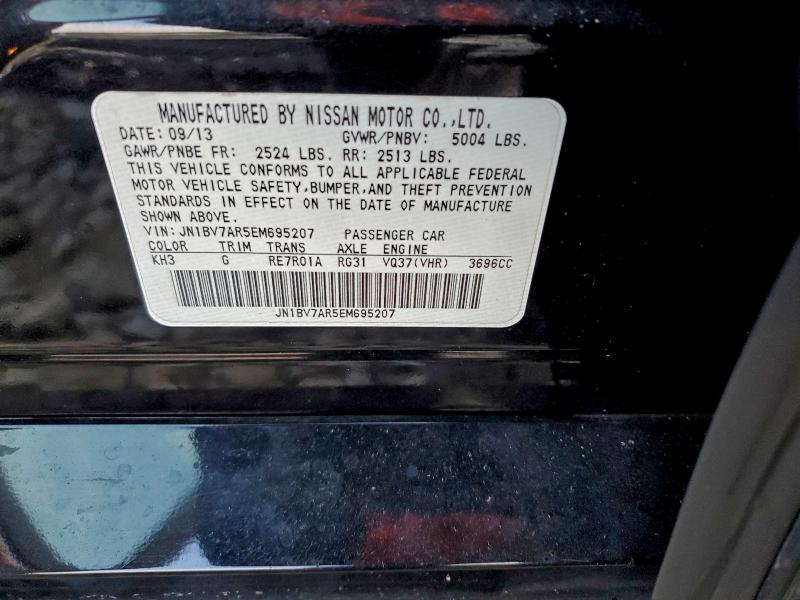 MANUFACTURED BY NISSAN MOTOR CO.,LTD.
DATE: 09/13 GVWR/PNBV: 5004 LBS.
GAWR/PNBE FR: 2524 LBS. RR: 2513 LBS.
THIS VEHICLE CONFORMS TO ALL APPLICABLE FEDERAL
MOTOR VEHICLE SAFETY,BUMPER,AND THEFT PREVENTION
STANDARDS IN EFFECT ON THE DATE OF MANUFACTURE
SHOWN ABOVE.
VIN: JN1BV7AR5EM695207 PASSENGER CAR
COLOR TRIM TRANS AXLE ENGINE
KH3 G RE7R01A RG31 VQ37(VHR) 3696CC
JN1BV7AR5EM695207